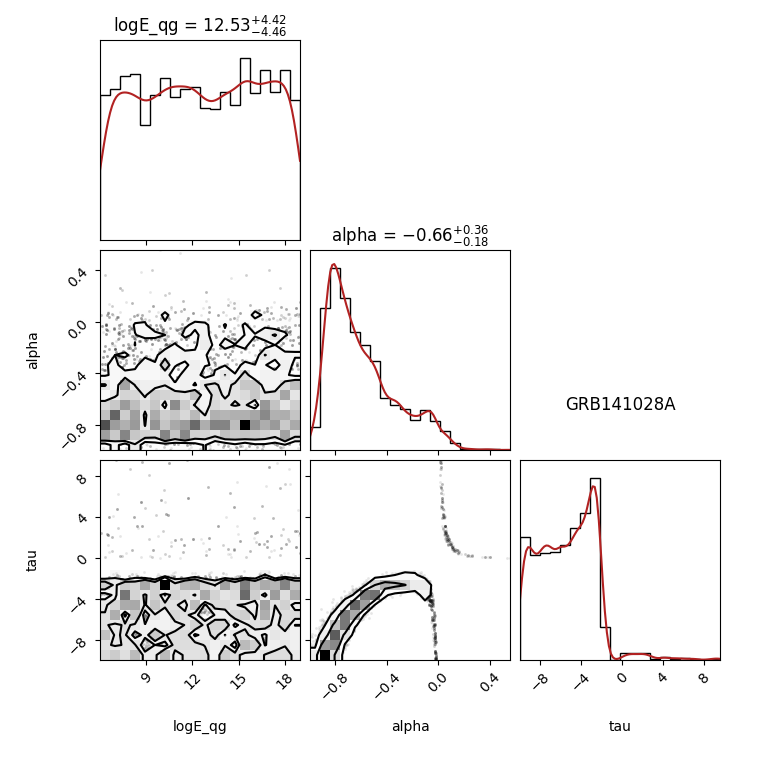 logE_qg = 12.53+4.42−4.46
alpha = −0.66+0.36−0.18
0.4
0.0
−0.4
−0.8
alpha
GRB141028A
8
4
0
−4
−8
tau
9 12 15 18
−0.8 −0.4 0.0 0.4
−8 −4 0 4 8
logE_qg alpha tau